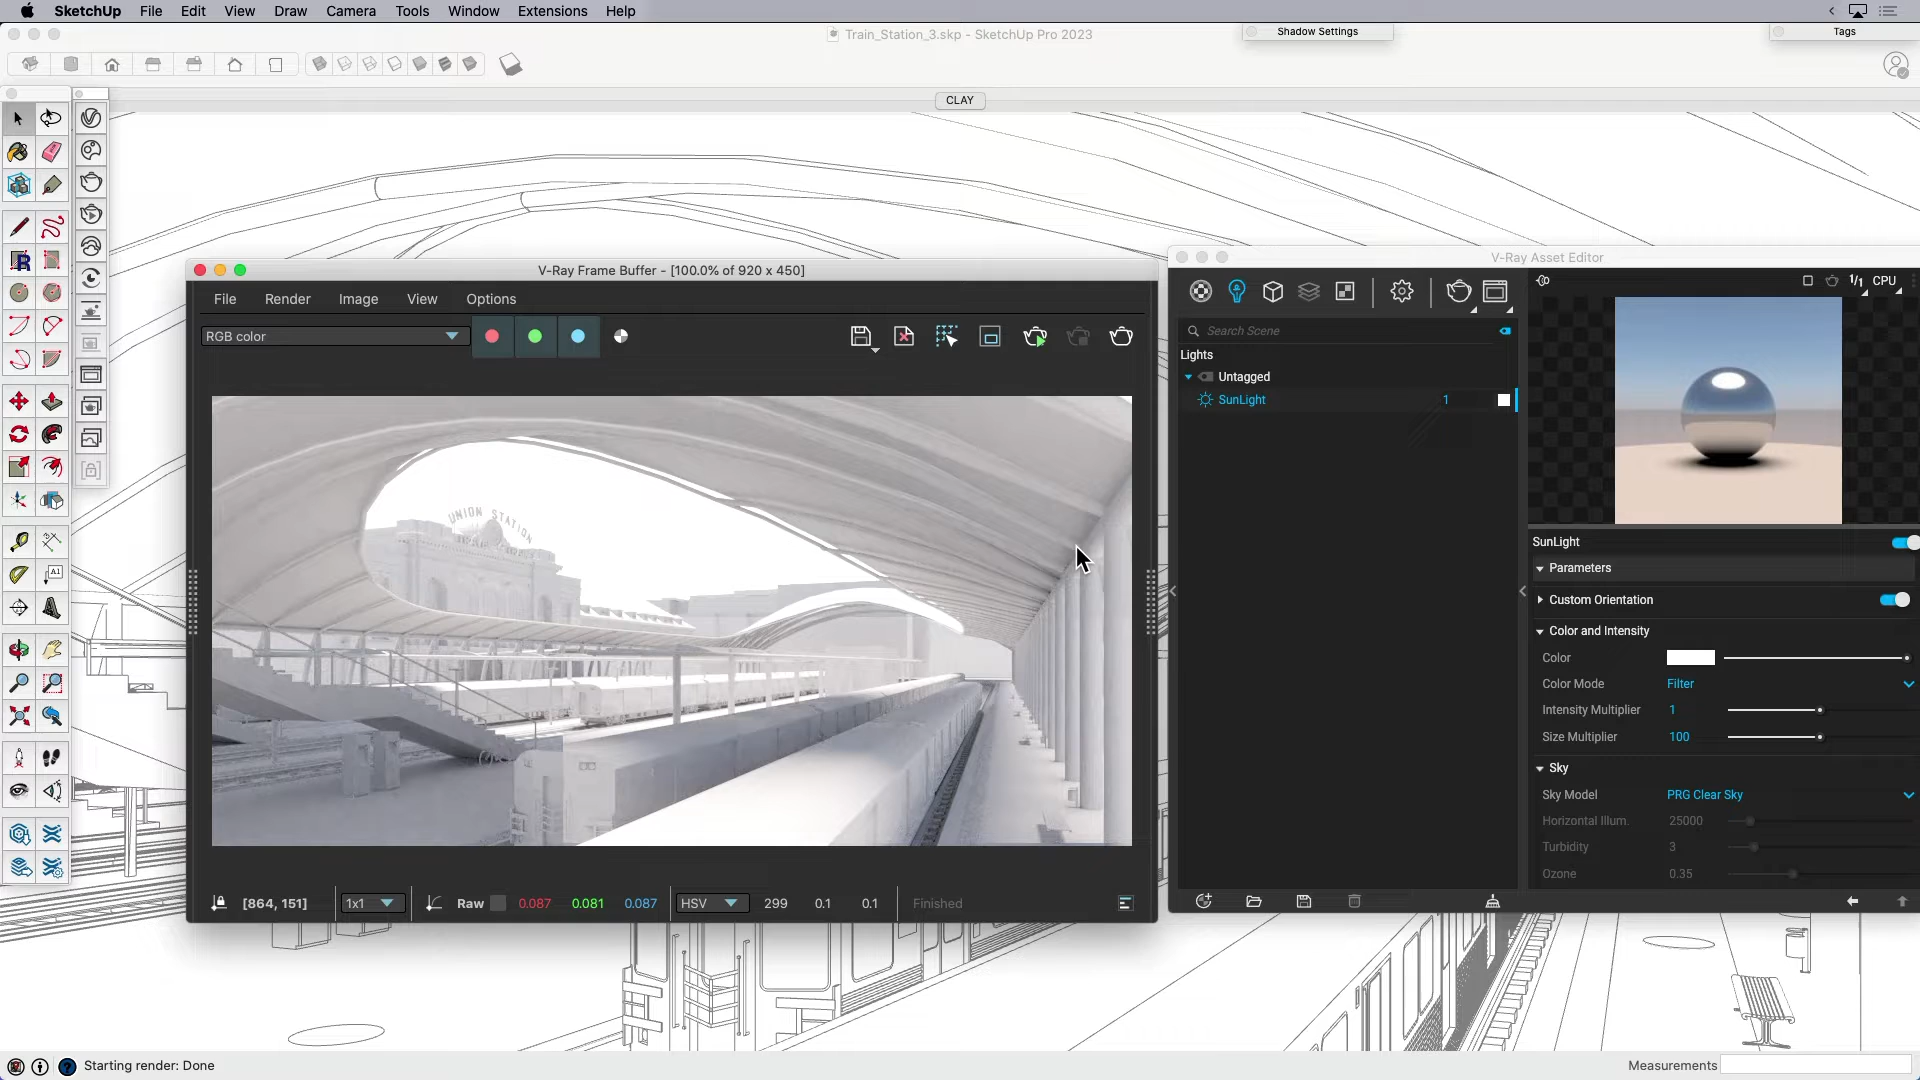 SketchUp File Edit View Draw Camera Tools Window Extensions Help
Train_Station_3.skp - SketchUp Pro 2023
Shadow Settings
Tags
CLAY
V-Ray Frame Buffer - [100.0% of 920 x 450]
File Render Image View Options
RGB color
UNION STATION
[864, 151] 1x1 Raw 0.087 0.081 0.087 HSV 299 0.1 0.1 Finished
V-Ray Asset Editor
1/1 CPU
Search Scene
Lights
Untagged
SunLight 1
SunLight
Parameters
Custom Orientation
Color and Intensity
Color
Color Mode Filter
Intensity Multiplier 1
Size Multiplier 100
Sky
Sky Model PRG Clear Sky
Horizontal Illum. 25000
Turbidity 3
Ozone 0.35
A1
Starting render: Done
Measurements